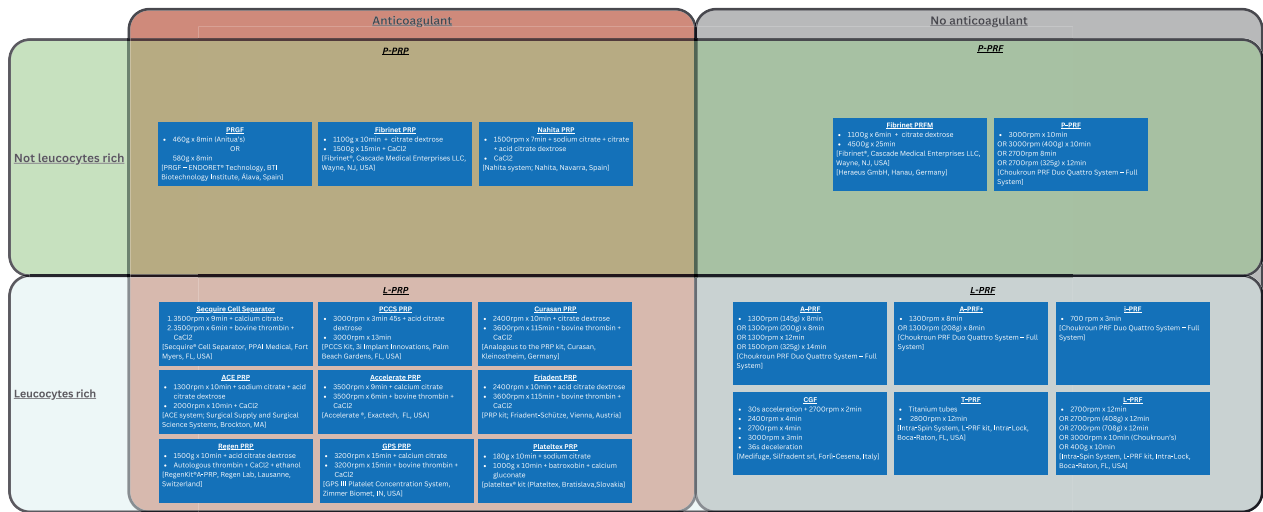 Anticoagulant
No anticoagulant
Not leucocytes rich
P-PRP
PRGF
• 460g x 8min (Anitua's)
OR
580g x 8min
[PRGF – ENDORET® Technology, BTI
Biotechnology Institute, Álava, Spain]
Fibrinet PRP
• 1100g x 10min + citrate dextrose
• 1500g x 15min + CaCl2
[Fibrinet®, Cascade Medical Enterprises LLC,
Wayne, NJ, USA]
Nahita PRP
• 1500rpm x 7min + sodium citrate + citrate
+ acid citrate dextrose
• CaCl2
[Nahita system; Nahita, Navarra, Spain]
P-PRF
Fibrinet PRFM
• 1100g x 6min + citrate dextrose
• 4500g x 25min
[Fibrinet®, Cascade Medical Enterprises LLC,
Wayne, NJ, USA]
[Heraeus GmbH, Hanau, Germany]
P-PRF
• 3000rpm x 10min
OR 3000rpm (400g) x 10min
OR 2700rpm 8min
OR 2700rpm (325g) x 12min
[Choukroun PRF Duo Quattro System – Full
System]
Leucocytes rich
L-PRP
Secquire Cell Separator
1. 3500rpm x 9min + calcium citrate
2. 3500rpm x 6min + bovine thrombin +
CaCl2
[Secquire® Cell Separator, PPAI Medical, Fort
Myers, FL, USA]
PCCS PRP
• 3000rpm x 3min 45s + acid citrate
dextrose
• 3000rpm x 13min
[PCCS Kit, 3i Implant Innovations, Palm
Beach Gardens, FL, USA]
Curasan PRP
• 2400rpm x 10min + citrate dextrose
• 3600rpm x 115min + bovine thrombin +
CaCl2
[Analogous to the PRP kit, Curasan,
Kleinostheim, Germany]
ACE PRP
• 1300rpm x 10min + sodium citrate + acid
citrate dextrose
• 2000rpm x 10min + CaCl2
[ACE system; Surgical Supply and Surgical
Science Systems, Brockton, MA]
Accelerate PRP
• 3500rpm x 9min + calcium citrate
• 3500rpm x 6min + bovine thrombin +
CaCl2
[Accelerate ®, Exactech, FL, USA]
Friadent PRP
• 2400rpm x 10min + acid citrate dextrose
• 3600rpm x 115min + bovine thrombin +
CaCl2
[PRP kit; Friadent-Schütze, Vienna, Austria]
Regen PRP
• 1500g x 10min + acid citrate dextrose
• Autologous thrombin + CaCl2 + ethanol
[RegenKit®A-PRP, Regen Lab, Lausanne,
Switzerland]
GPS PRP
• 3200rpm x 15min + calcium citrate
• 3200rpm x 15min + bovine thrombin +
CaCl2
[GPS III Platelet Concentration System,
Zimmer Biomet, IN, USA]
Plateltex PRP
• 180g x 10min + sodium citrate
• 1000g x 10min + batroxobin + calcium
gluconate
[plateltex® kit (Plateltex, Bratislava,Slovakia]
L-PRF
A-PRF
• 1300rpm (145g) x 8min
OR 1300rpm (200g) x 8min
OR 1300rpm x 12min
OR 1500rpm (325g) x 14min
[Choukroun PRF Duo Quattro System – Full
System]
A-PRF+
• 1300rpm x 8min
OR 1300rpm (208g) x 8min
[Choukroun PRF Duo Quattro System – Full
System]
i-PRF
• 700 rpm x 3min
[Choukroun PRF Duo Quattro System – Full
System]
CGF
• 30s acceleration + 2700rpm x 2min
• 2400rpm x 4min
• 2700rpm x 4min
• 3000rpm x 3min
• 36s deceleration
[Medifuge, Silfradent srl, Forlì-Cesena, Italy]
T-PRF
• Titanium tubes
• 2800rpm x 12min
[Intra-Spin System, L-PRF kit, Intra-Lock,
Boca-Raton, FL, USA]
L-PRF
• 2700rpm x 12min
OR 2700rpm (408g) x 12min
OR 2700rpm (708g) x 12min
OR 3000rpm x 10min (Choukroun's)
OR 400g x 10min
[Intra-Spin System, L-PRF kit, Intra-Lock,
Boca-Raton, FL, USA]